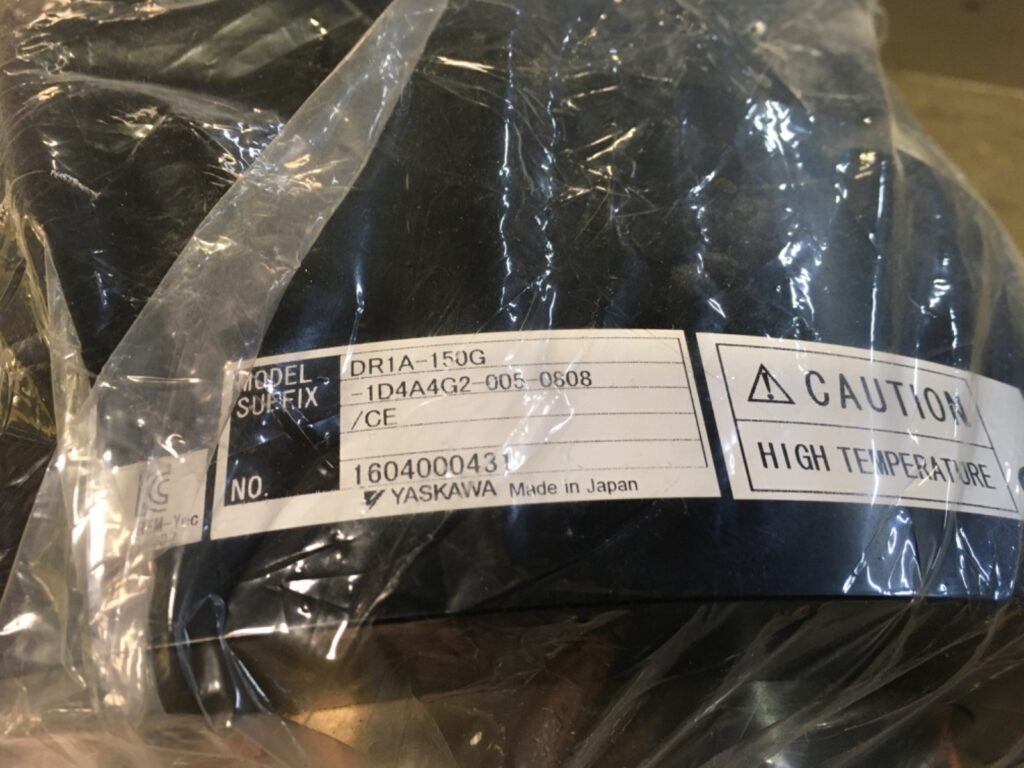 MODEL
SUFFIX
DR1A-150G
-1D4A4G2-005-0808
/CE
NO.
1604000431
YASKAWA Made in Japan
CAUTION
HIGH TEMPERATURE